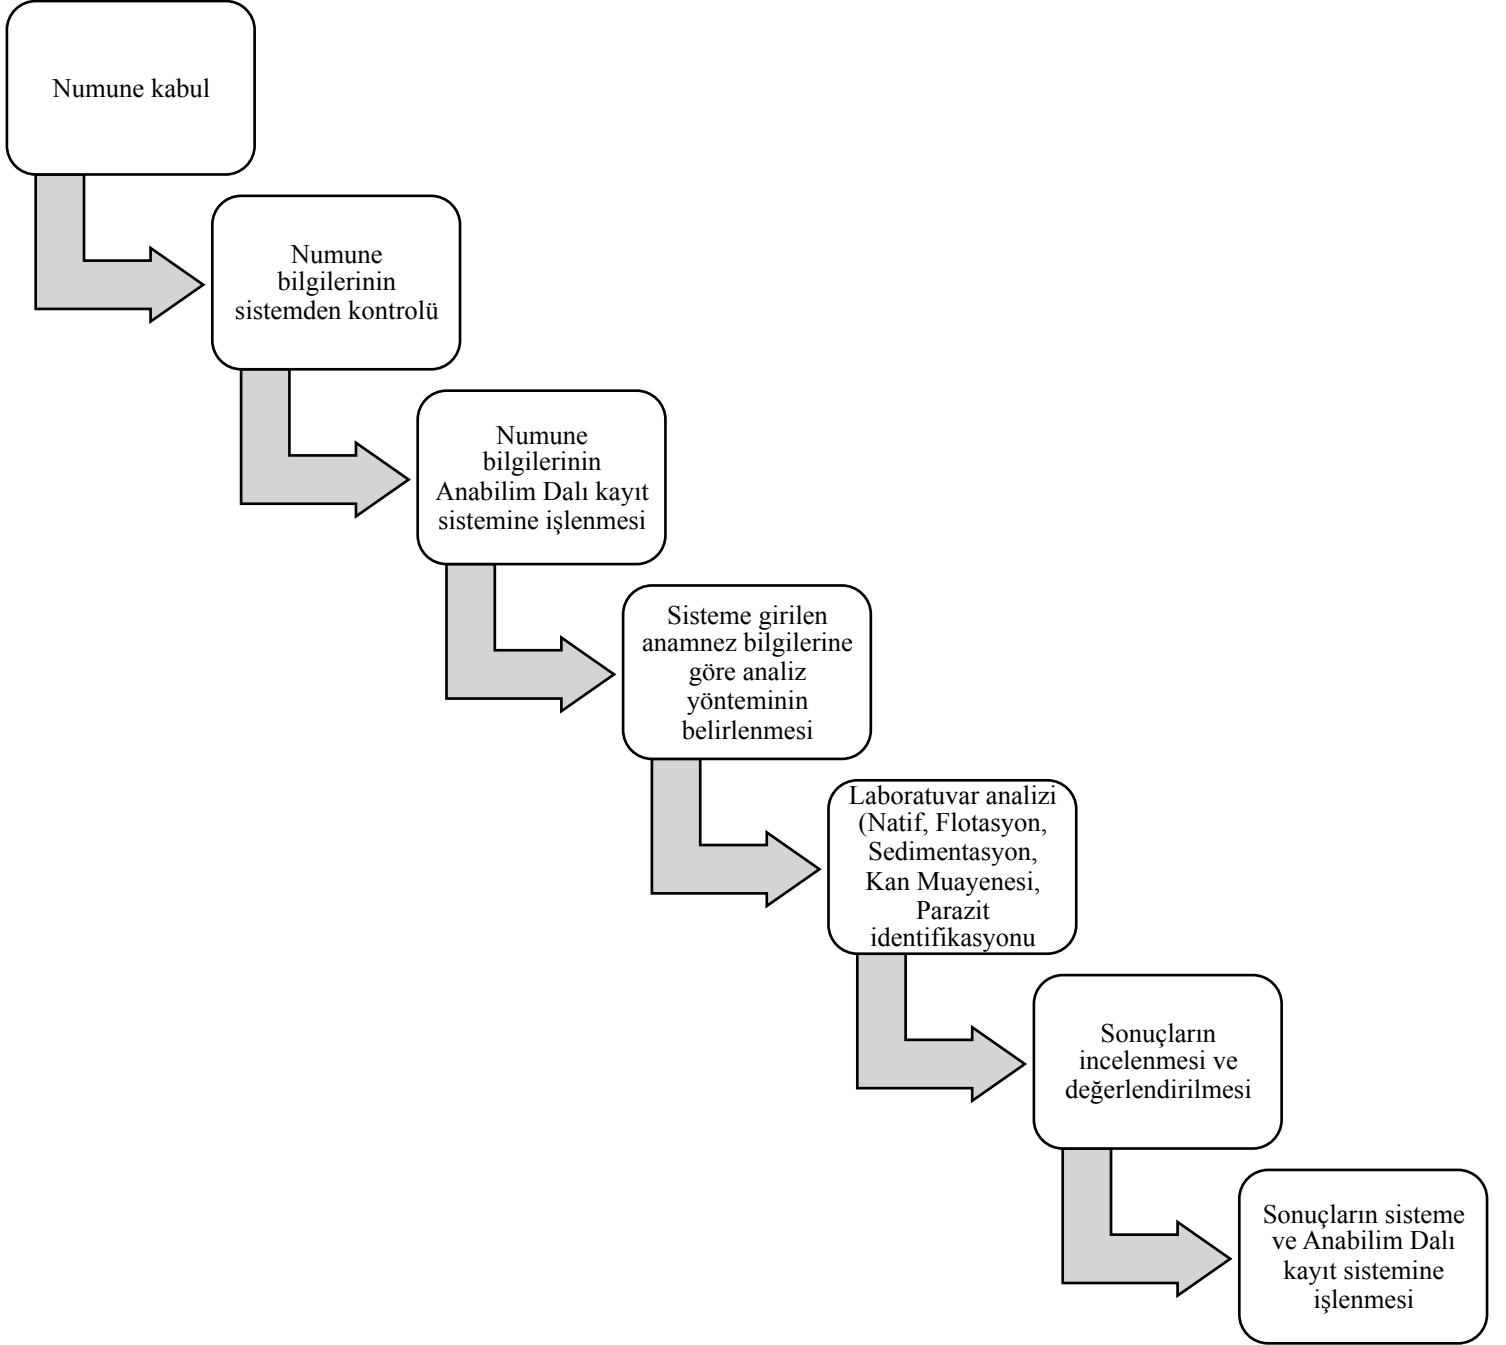 Numune kabul
Numune
bilgilerinin
sistemden kontrolü
Numune
bilgilerinin
Anabilim Dalı kayıt
sistemine işlenmesi
Sisteme girilen
anamnez bilgilerine
göre analiz
yönteminin
belirlenmesi
Laboratuvar analizi
(Natif, Flotasyon,
Sedimentasyon,
Kan Muayenesi,
Parazit
identifikasyonu
Sonuçların
incelenmesi ve
değerlendirilmesi
Sonuçların sisteme
ve Anabilim Dalı
kayıt sistemine
işlenmesi